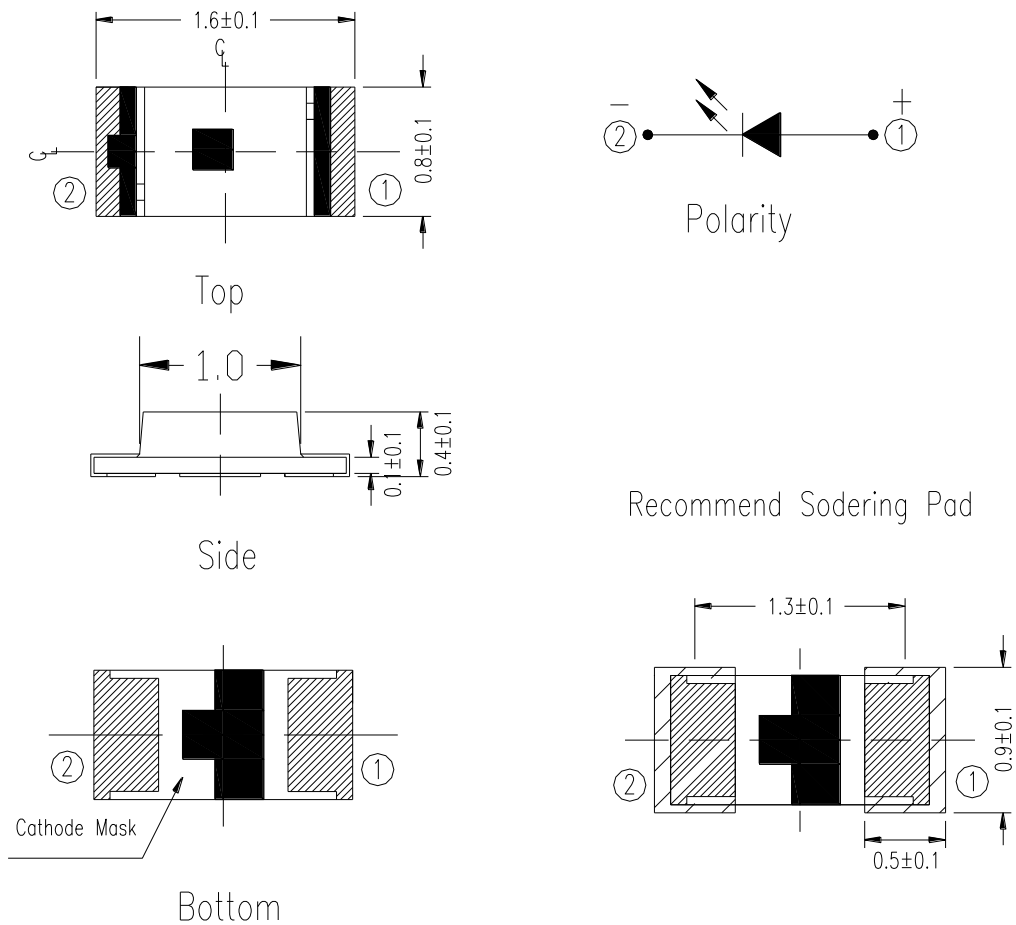 1.6±0.1
℄
℄
0.8±0.1
② ①
Top
− +
② ①
Polarity
1.0
0.1±0.1
0.4±0.1
Side
Recommend Sodering Pad
1.3±0.1
0.9±0.1
② ①
0.5±0.1
② ①
Cathode Mask
Bottom